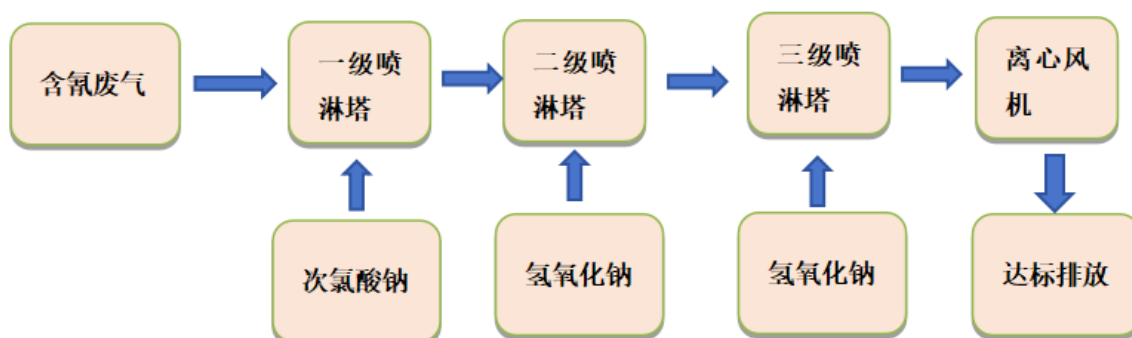 含氰废气
一级喷
淋塔
二级喷
淋塔
三级喷
淋塔
离心风
机
次氯酸钠
氢氧化钠
氢氧化钠
达标排放